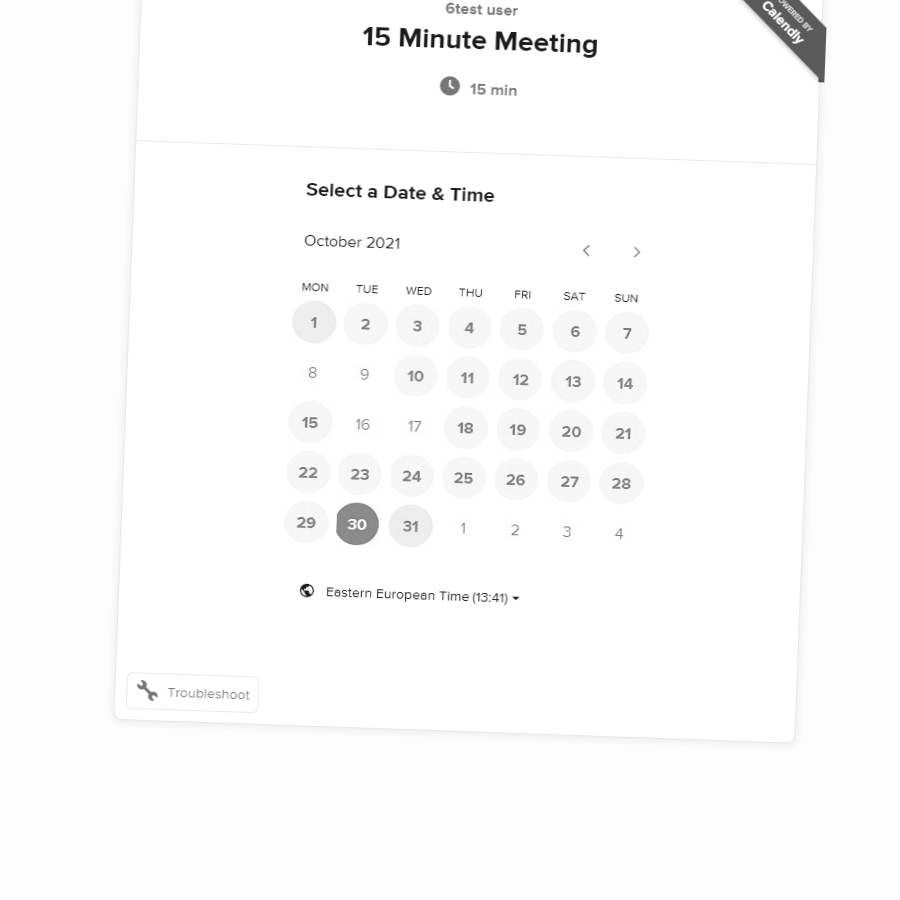 6test user
15 Minute Meeting
POWERED BY
Calendly
15 min
Select a Date & Time
October 2021
MON TUE WED THU FRI SAT SUN
1 2 3 4 5 6 7
8 9 10 11 12 13 14
15 16 17 18 19 20 21
22 23 24 25 26 27 28
29 30 31 1 2 3 4
Eastern European Time (13:41)
Troubleshoot